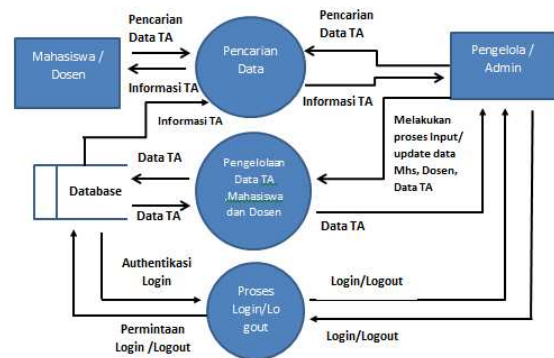 Pencarian
Data TA
Mahasiswa /
Dosen
Informasi TA
Pencarian
Data
Pencarian
Data TA
Informasi TA
Pengelola /
Admin
Informasi TA
Melakukan
proses Input/
update data
Mhs, Dosen,
Data TA
Data TA
Database
Data TA
Pengelolaan
Data TA
,Mahasiswa
dan Dosen
Data TA
Authentikasi
Login
Proses
Login/Lo
gout
Login/Logout
Permintaan
Login /Logout
Login/Logout